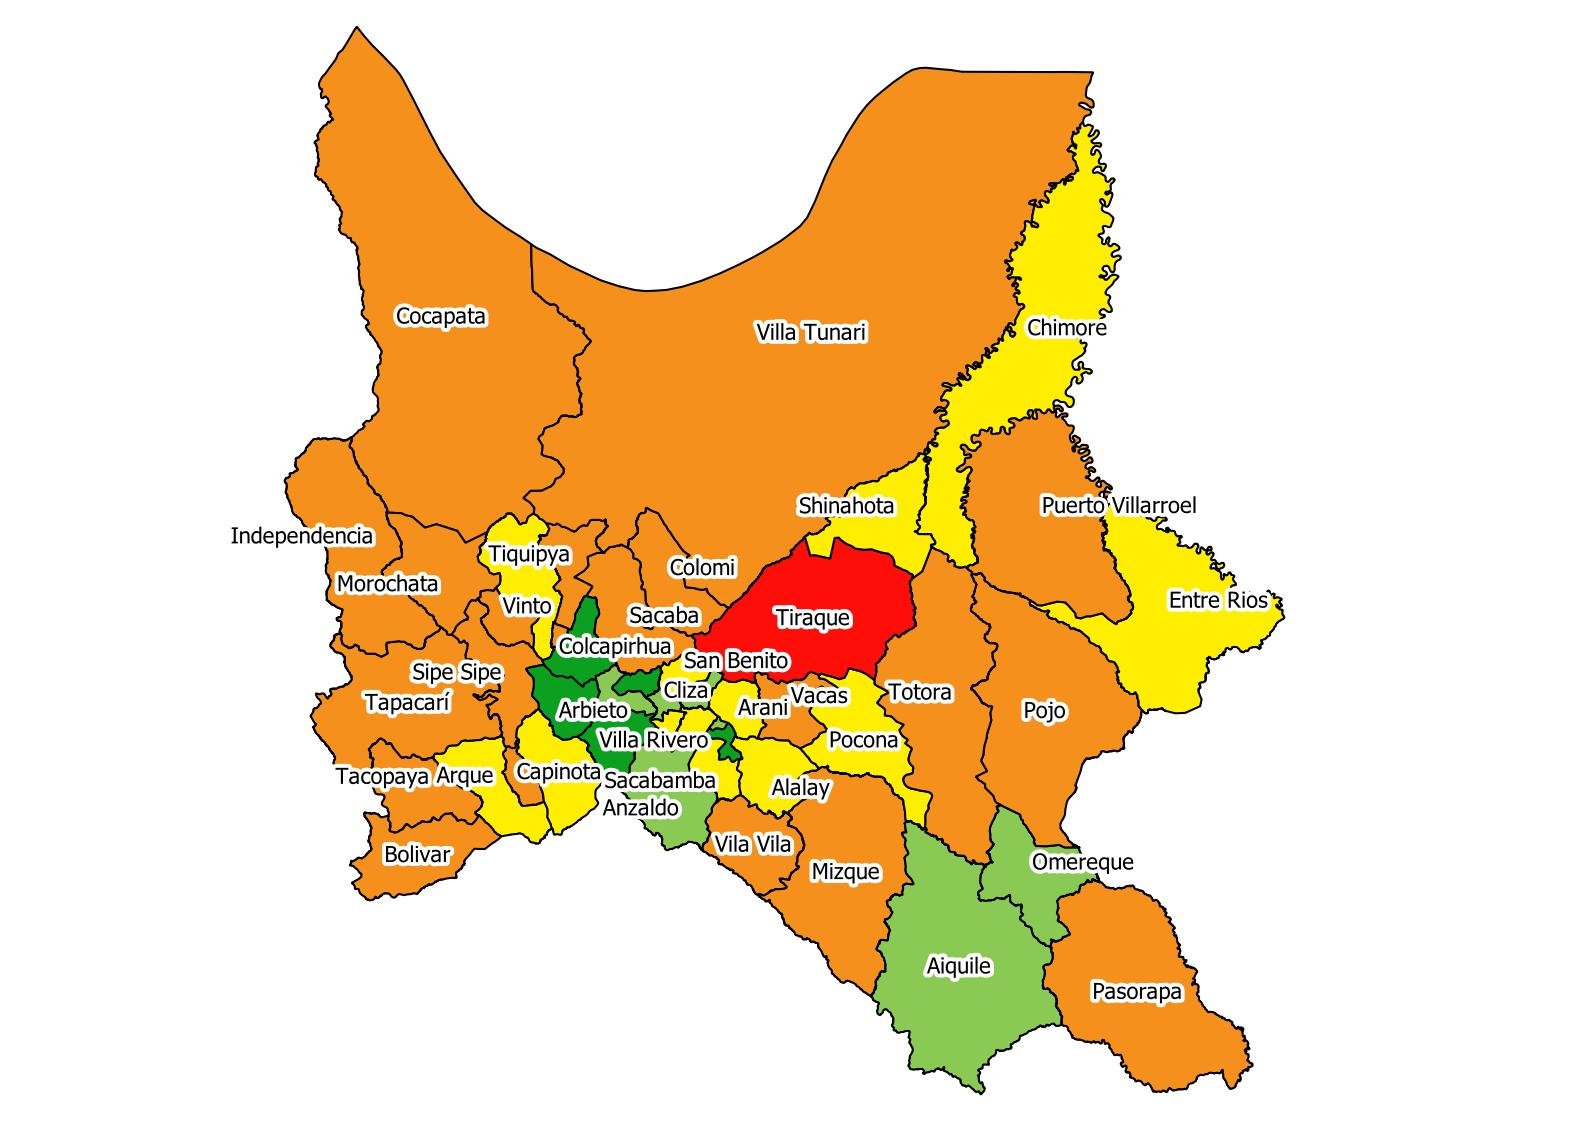 Cocapata
Villa Tunari
Chimore
Shinahota
Puerto Villarroel
Independencia
Tiquipya
Morochata
Colomi
Vinto
Sacaba
Tiraque
Entre Rios
Colcapirhua
Sipe Sipe
San Benito
Tapacarí
Cliza
Vacas
Totora
Arbieto
Arani
Pojo
Villa Rivero
Pocona
Tacopaya
Arque
Capinota
Sacabamba
Alalay
Anzaldo
Bolivar
Vila Vila
Mizque
Omereque
Aiquile
Pasorapa